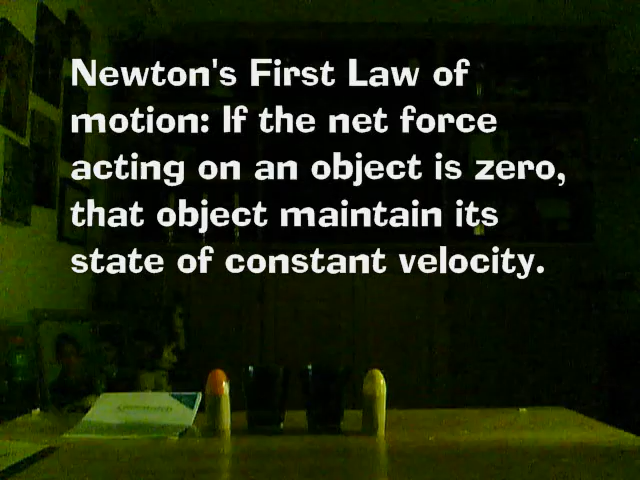 Newton's First Law of
motion: If the net force
acting on an object is zero,
that object maintain its
state of constant velocity.